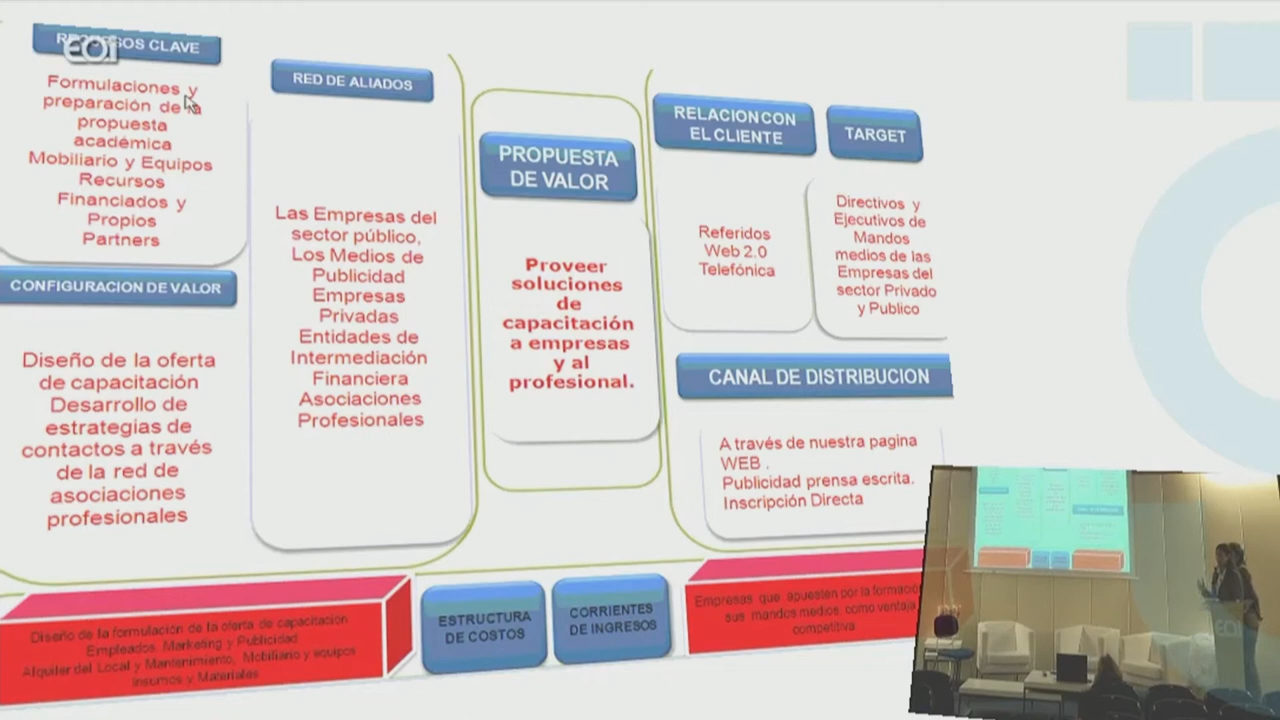 RECURSOS CLAVE
EOI
Formulaciones y
preparación de la
propuesta
académica
Mobiliario y Equipos
Recursos
Financiados y
Propios
Partners
CONFIGURACION DE VALOR
Diseño de la oferta
de capacitación
Desarrollo de
estrategias de
contactos a través
de la red de
asociaciones
profesionales
RED DE ALIADOS
Las Empresas del
sector público,
Los Medios de
Publicidad
Empresas
Privadas
Entidades de
Intermediación
Financiera
Asociaciones
Profesionales
PROPUESTA
DE VALOR
Proveer
soluciones
de
capacitación
a empresas
y al
profesional.
RELACION CON
EL CLIENTE
Referidos
Web 2.0
Telefónica
TARGET
Directivos y
Ejecutivos de
Mandos
medios de las
Empresas del
sector Privado
y Publico
CANAL DE DISTRIBUCION
A través de nuestra pagina
WEB .
Publicidad prensa escrita.
Inscripción Directa
Diseño de la formulación de la oferta de capacitación
Empleados, Marketing y Publicidad
Alquiler del Local y Mantenimiento, Mobiliario y equipos
Insumos y Materiales
ESTRUCTURA
DE COSTOS
CORRIENTES
DE INGRESOS
Empresas que apuesten por la formación
sus mandos medios, como ventaja
competitiva
EOI